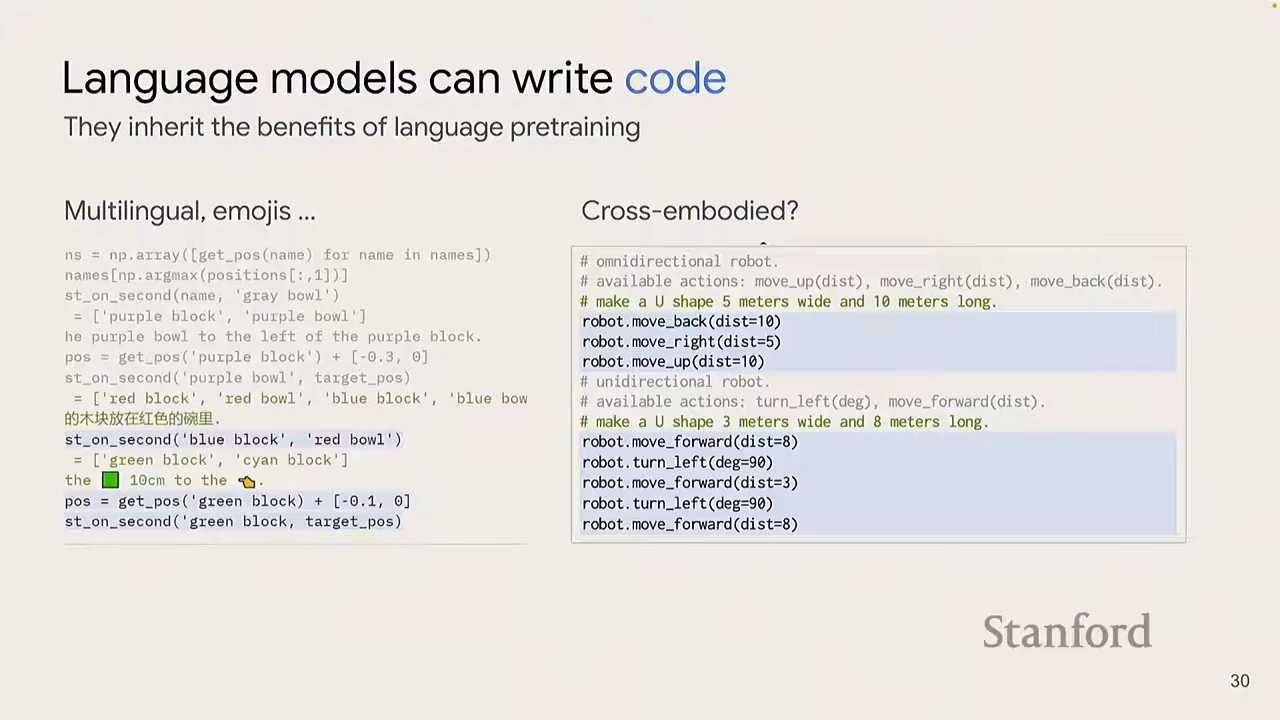 Language models can write code
They inherit the benefits of language pretraining
Multilingual, emojis ...
ns = np.array([get_pos(name) for name in names])
names[np.argmax(positions[:,1])]
st_on_second(name, 'gray bowl')
= ['purple block', 'purple bowl']
he purple bowl to the left of the purple block.
pos = get_pos('purple block') + [-0.3, 0]
st_on_second('purple bowl', target_pos)
= ['red block', 'red bowl', 'blue block', 'blue bow
的木块放在红色的碗里.
st_on_second('blue block', 'red bowl')
= ['green block', 'cyan block']
the 🟩 10cm to the 👈.
pos = get_pos('green block') + [-0.1, 0]
st_on_second('green block, target_pos)
Cross-embodied?
# omnidirectional robot.
# available actions: move_up(dist), move_right(dist), move_back(dist).
# make a U shape 5 meters wide and 10 meters long.
robot.move_back(dist=10)
robot.move_right(dist=5)
robot.move_up(dist=10)
# unidirectional robot.
# available actions: turn_left(deg), move_forward(dist).
# make a U shape 3 meters wide and 8 meters long.
robot.move_forward(dist=8)
robot.turn_left(deg=90)
robot.move_forward(dist=3)
robot.turn_left(deg=90)
robot.move_forward(dist=8)
Stanford
30